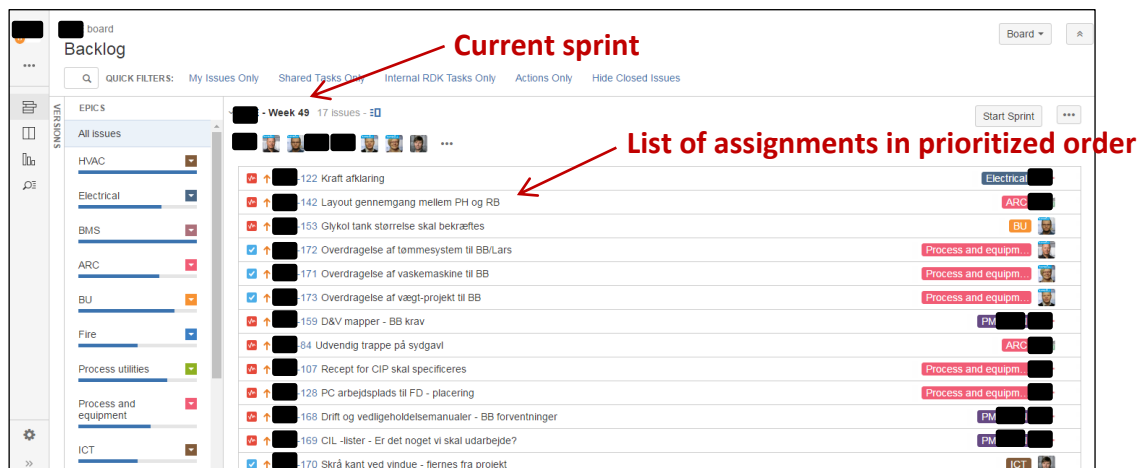 board
Backlog
Current sprint
Board
QUICK FILTERS: My Issues Only Shared Tasks Only Internal RDK Tasks Only Actions Only Hide Closed Issues
VERSIONS
EPICS
All issues
HVAC
Electrical
BMS
ARC
BU
Fire
Process utilities
Process and
equipment
ICT
- Week 49 17 issues -
Start Sprint
List of assignments in prioritized order
-122 Kraft afklaring Electrical
-142 Layout gennemgang mellem PH og RB ARC
-153 Glykol tank størrelse skal bekræftes BU
-172 Overdragelse af tømmesystem til BB/Lars Process and equipm...
-171 Overdragelse af vaskemaskine til BB Process and equipm...
-173 Overdragelse af vægt-projekt til BB Process and equipm...
-159 D&V mapper - BB krav PM
-84 Udvendig trappe på sydgavl ARC
-107 Recept for CIP skal specificeres Process and equipm...
-128 PC arbejdsplads til FD - placering Process and equipm...
-168 Drift og vedligeholdelsemanualer - BB forventninger PM
-169 CIL -lister - Er det noget vi skal udarbejde? PM
-170 Skrå kant ved vindue - fjernes fra projekt ICT